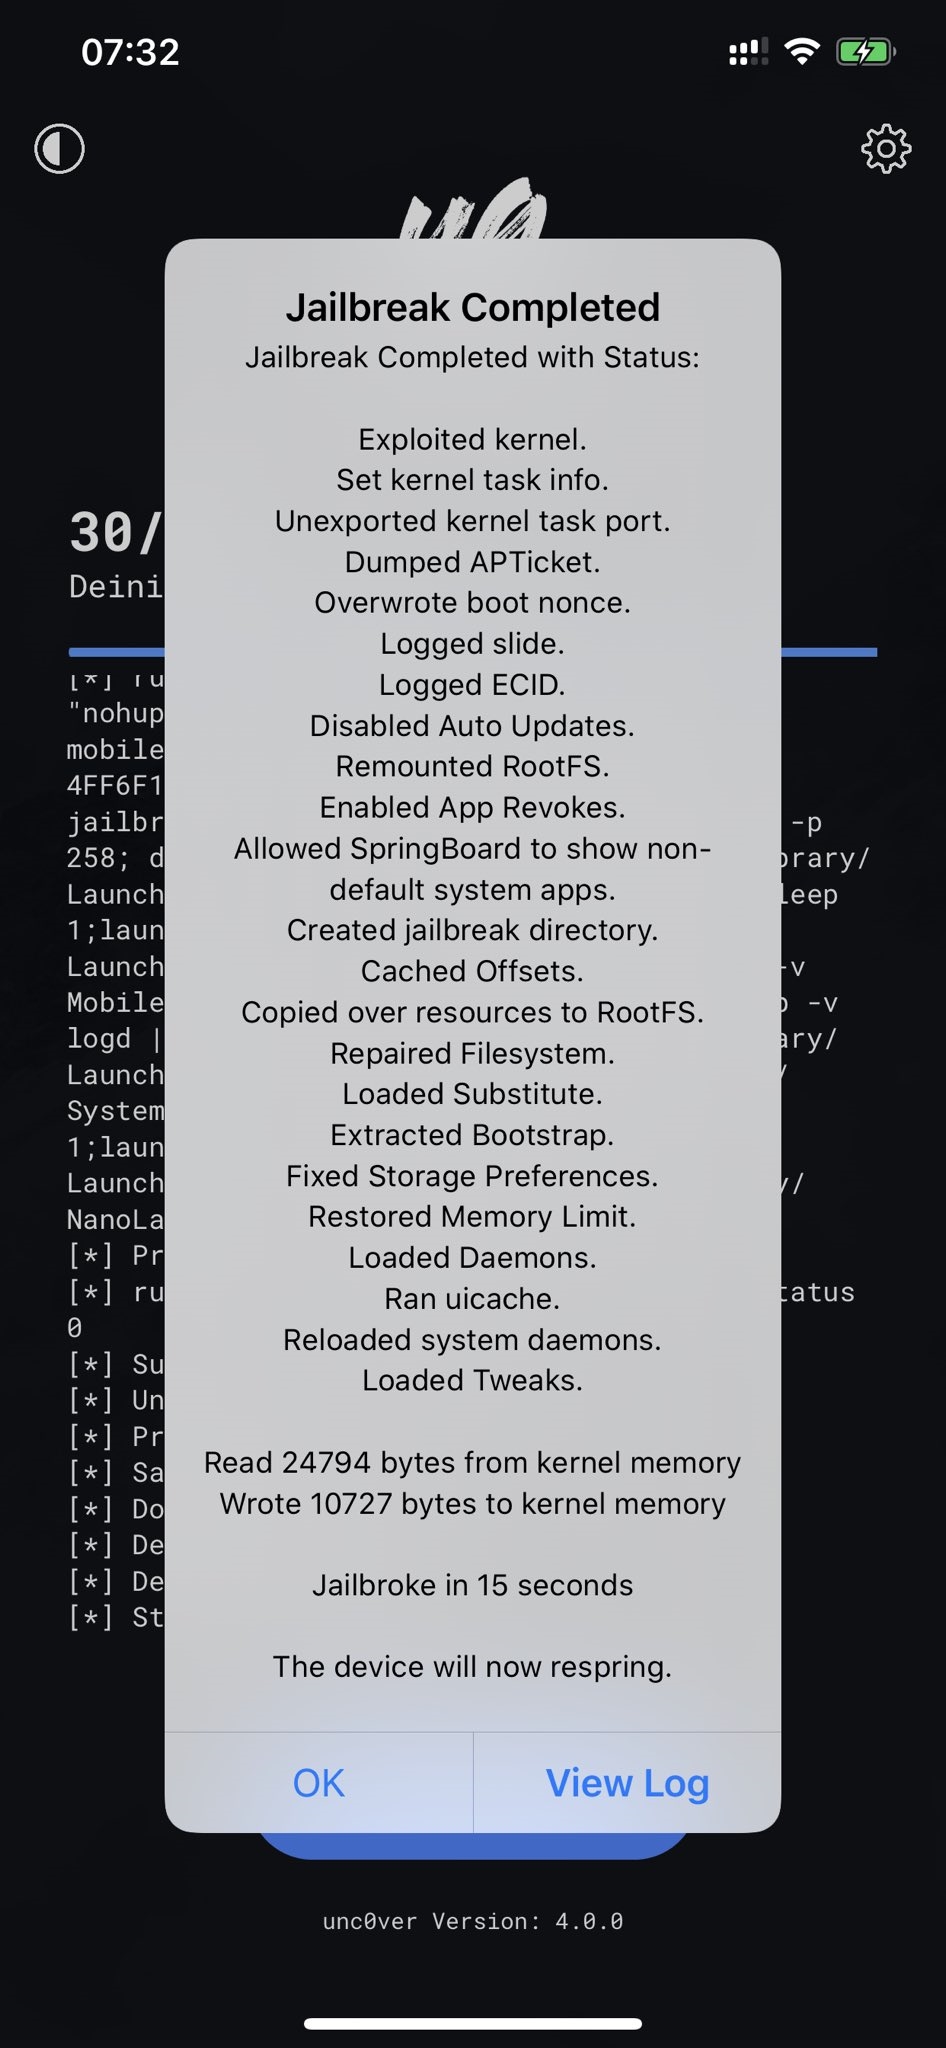 07:32
Jailbreak Completed
Jailbreak Completed with Status:
Exploited kernel.
Set kernel task info.
Unexported kernel task port.
Dumped APTicket.
Overwrote boot nonce.
Logged slide.
Logged ECID.
Disabled Auto Updates.
Remounted RootFS.
Enabled App Revokes.
Allowed SpringBoard to show non-
default system apps.
Created jailbreak directory.
Cached Offsets.
Copied over resources to RootFS.
Repaired Filesystem.
Loaded Substitute.
Extracted Bootstrap.
Fixed Storage Preferences.
Restored Memory Limit.
Loaded Daemons.
Ran uicache.
Reloaded system daemons.
Loaded Tweaks.
Read 24794 bytes from kernel memory
Wrote 10727 bytes to kernel memory
Jailbroke in 15 seconds
The device will now respring.
OK
View Log
30/
Deini
"nohup
mobile
4FF6F1
jailbr -p
258; d brary/
Launch leep
1;laun
Launch -v
Mobile -v
logd | ary/
Launch /
System
1;laun
Launch /
NanoLa
[*] Pr
[*] ru tatus
0
[*] Su
[*] Un
[*] Pr
[*] Sa
[*] Do
[*] De
[*] De
[*] St
unc0ver Version: 4.0.0